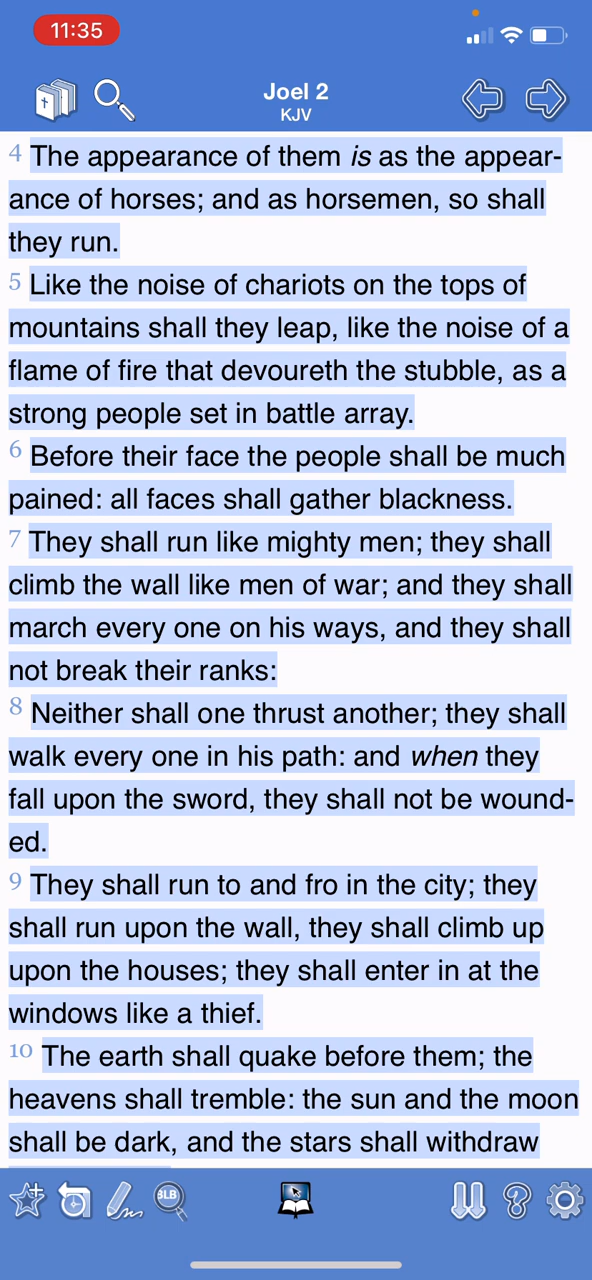 11:35
Joel 2
KJV
4 The appearance of them is as the appear-
ance of horses; and as horsemen, so shall
they run.
5 Like the noise of chariots on the tops of
mountains shall they leap, like the noise of a
flame of fire that devoureth the stubble, as a
strong people set in battle array.
6 Before their face the people shall be much
pained: all faces shall gather blackness.
7 They shall run like mighty men; they shall
climb the wall like men of war; and they shall
march every one on his ways, and they shall
not break their ranks:
8 Neither shall one thrust another; they shall
walk every one in his path: and when they
fall upon the sword, they shall not be wound-
ed.
9 They shall run to and fro in the city; they
shall run upon the wall, they shall climb up
upon the houses; they shall enter in at the
windows like a thief.
10 The earth shall quake before them; the
heavens shall tremble: the sun and the moon
shall be dark, and the stars shall withdraw
BLB